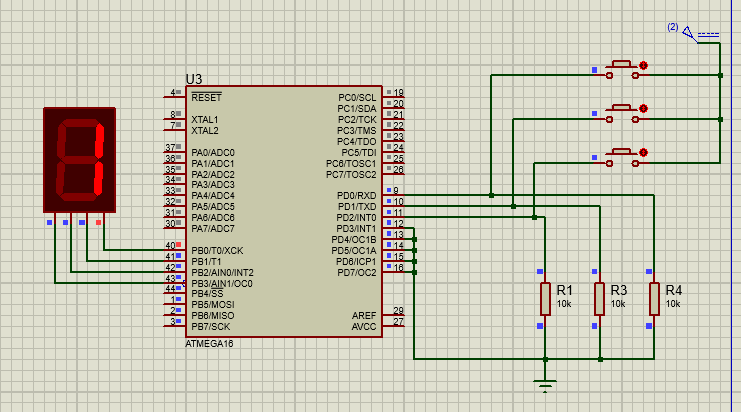 (2)
U3
4 RESET
8 XTAL1
7 XTAL2
37 PA0/ADC0
36 PA1/ADC1
35 PA2/ADC2
34 PA3/ADC3
33 PA4/ADC4
32 PA5/ADC5
31 PA6/ADC6
30 PA7/ADC7
40 PB0/T0/XCK
41 PB1/T1
42 PB2/AIN0/INT2
43 PB3/AIN1/OC0
44 PB4/SS
1 PB5/MOSI
2 PB6/MISO
3 PB7/SCK
PC0/SCL 19
PC1/SDA 20
PC2/TCK 21
PC3/TMS 22
PC4/TDO 23
PC5/TDI 24
PC6/TOSC1 25
PC7/TOSC2 26
PD0/RXD 9
PD1/TXD 10
PD2/INT0 11
PD3/INT1 12
PD4/OC1B 13
PD5/OC1A 14
PD6/ICP1 15
PD7/OC2 16
AREF 29
AVCC 27
ATMEGA16
1
R1
10k
R3
10k
R4
10k